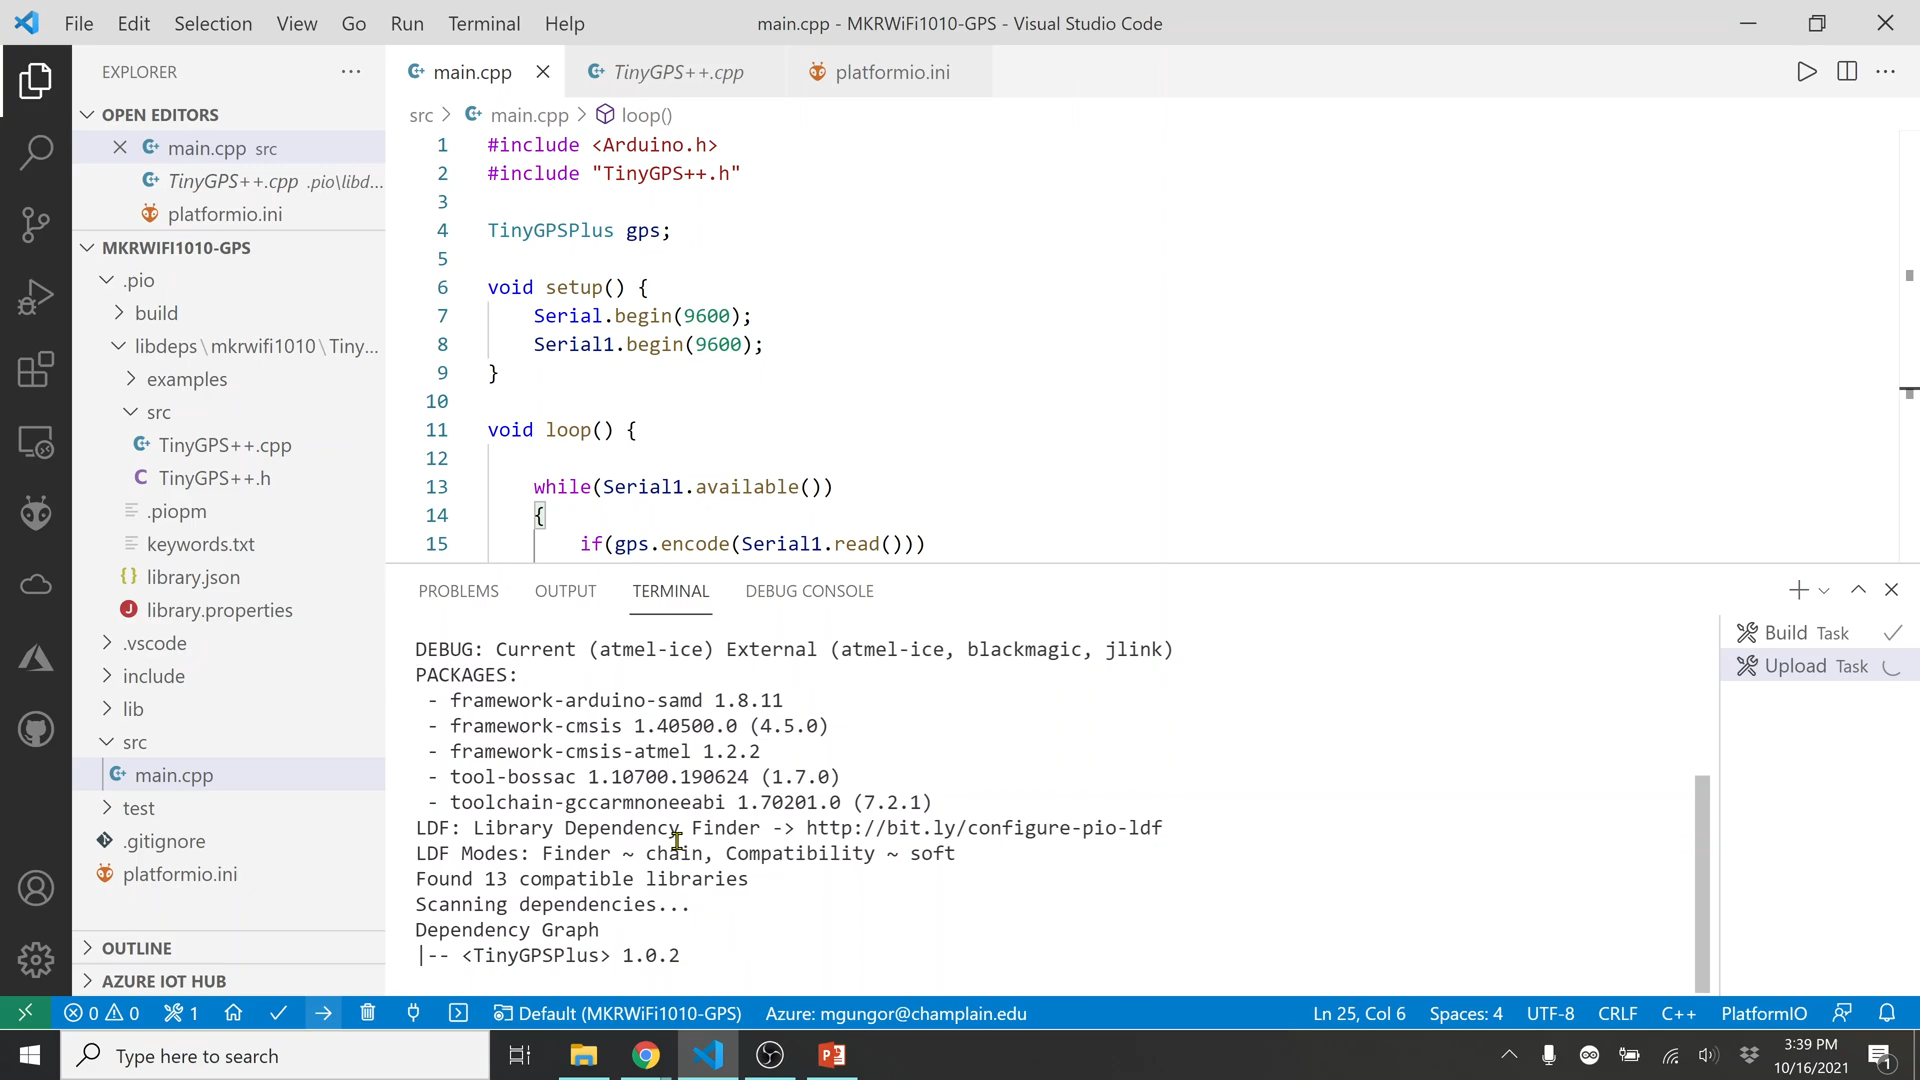 File Edit Selection View Go Run Terminal Help
main.cpp - MKRWiFi1010-GPS - Visual Studio Code
EXPLORER
OPEN EDITORS
main.cpp src
TinyGPS++.cpp .pio\libd...
platformio.ini
MKRWIFI1010-GPS
.pio
build
libdeps\mkrwifi1010\Tiny...
examples
src
TinyGPS++.cpp
TinyGPS++.h
.piopm
keywords.txt
library.json
library.properties
.vscode
include
lib
src
main.cpp
test
.gitignore
platformio.ini
OUTLINE
AZURE IOT HUB
main.cpp TinyGPS++.cpp platformio.ini
src > main.cpp > loop()
1 #include <Arduino.h>
2 #include "TinyGPS++.h"
3
4 TinyGPSPlus gps;
5
6 void setup() {
7 Serial.begin(9600);
8 Serial1.begin(9600);
9 }
10
11 void loop() {
12
13 while(Serial1.available())
14 {
15 if(gps.encode(Serial1.read()))
PROBLEMS OUTPUT TERMINAL DEBUG CONSOLE
DEBUG: Current (atmel-ice) External (atmel-ice, blackmagic, jlink)
PACKAGES:
- framework-arduino-samd 1.8.11
- framework-cmsis 1.40500.0 (4.5.0)
- framework-cmsis-atmel 1.2.2
- tool-bossac 1.10700.190624 (1.7.0)
- toolchain-gccarmnoneeabi 1.70201.0 (7.2.1)
LDF: Library Dependency Finder -> http://bit.ly/configure-pio-ldf
LDF Modes: Finder ~ chain, Compatibility ~ soft
Found 13 compatible libraries
Scanning dependencies...
Dependency Graph
|-- <TinyGPSPlus> 1.0.2
Build Task
Upload Task
0 0 1 Default (MKRWiFi1010-GPS) Azure: mgungor@champlain.edu Ln 25, Col 6 Spaces: 4 UTF-8 CRLF C++ PlatformIO
Type here to search
3:39 PM
10/16/2021
1